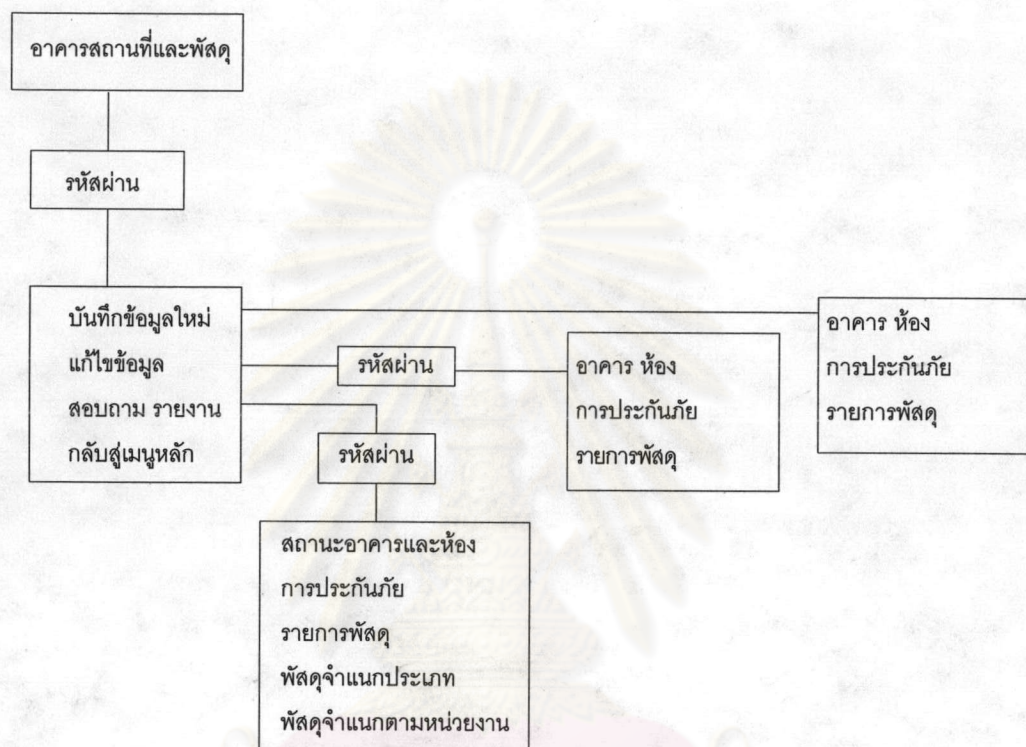 อาคารสถานที่และพัสดุ
รหัสผ่าน
บันทึกข้อมูลใหม่
แก้ไขข้อมูล
สอบถาม รายงาน
กลับสู่เมนูหลัก
รหัสผ่าน
รหัสผ่าน
อาคาร ห้อง
การประกันภัย
รายการพัสดุ
อาคาร ห้อง
การประกันภัย
รายการพัสดุ
สถานะอาคารและห้อง
การประกันภัย
รายการพัสดุ
พัสดุจำแนกประเภท
พัสดุจำแนกตามหน่วยงาน